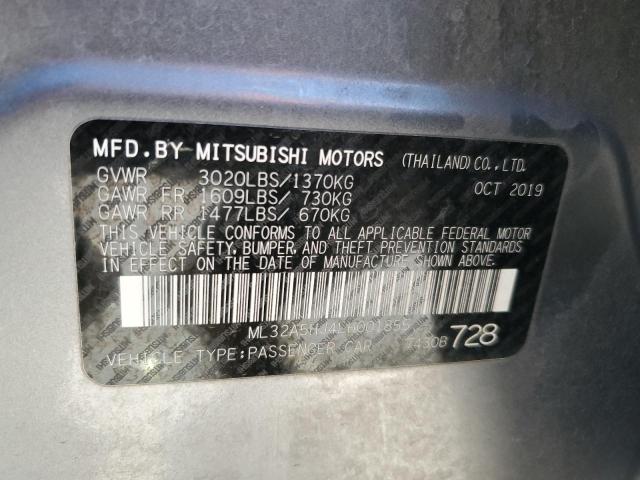 MFD.BY MITSUBISHI MOTORS (THAILAND) CO., LTD.
GVWR 3020LBS/1370KG OCT 2019
GAWR FR 1609LBS/ 730KG
GAWR RR 1477LBS/ 670KG
THIS VEHICLE CONFORMS TO ALL APPLICABLE FEDERAL MOTOR
VEHICLE SAFETY, BUMPER, AND THEFT PREVENTION STANDARDS
IN EFFECT ON THE DATE OF MANUFACTURE SHOWN ABOVE.
ML32A5HJ4LH001855
VEHICLE TYPE:PASSENGER CAR 7430B 728